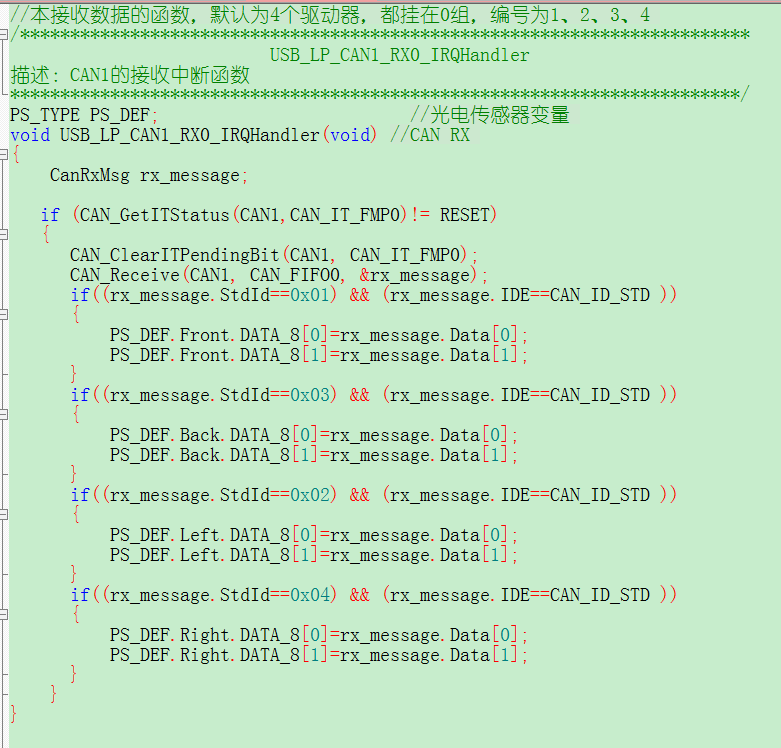 //本接收数据的函数，默认为4个驱动器，都挂在0组，编号为1、2、3、4
/*************************************************************************
USB_LP_CAN1_RX0_IRQHandler
描述：CAN1的接收中断函数
*************************************************************************/
PS_TYPE PS_DEF; //光电传感器变量
void USB_LP_CAN1_RX0_IRQHandler(void) //CAN RX
{
CanRxMsg rx_message;
if (CAN_GetITStatus(CAN1,CAN_IT_FMP0)!= RESET)
{
CAN_ClearITPendingBit(CAN1, CAN_IT_FMP0);
CAN_Receive(CAN1, CAN_FIFO0, &rx_message);
if((rx_message.StdId==0x01) && (rx_message.IDE==CAN_ID_STD ))
{
PS_DEF.Front.DATA_8[0]=rx_message.Data[0];
PS_DEF.Front.DATA_8[1]=rx_message.Data[1];
}
if((rx_message.StdId==0x03) && (rx_message.IDE==CAN_ID_STD ))
{
PS_DEF.Back.DATA_8[0]=rx_message.Data[0];
PS_DEF.Back.DATA_8[1]=rx_message.Data[1];
}
if((rx_message.StdId==0x02) && (rx_message.IDE==CAN_ID_STD ))
{
PS_DEF.Left.DATA_8[0]=rx_message.Data[0];
PS_DEF.Left.DATA_8[1]=rx_message.Data[1];
}
if((rx_message.StdId==0x04) && (rx_message.IDE==CAN_ID_STD ))
{
PS_DEF.Right.DATA_8[0]=rx_message.Data[0];
PS_DEF.Right.DATA_8[1]=rx_message.Data[1];
}
}
}